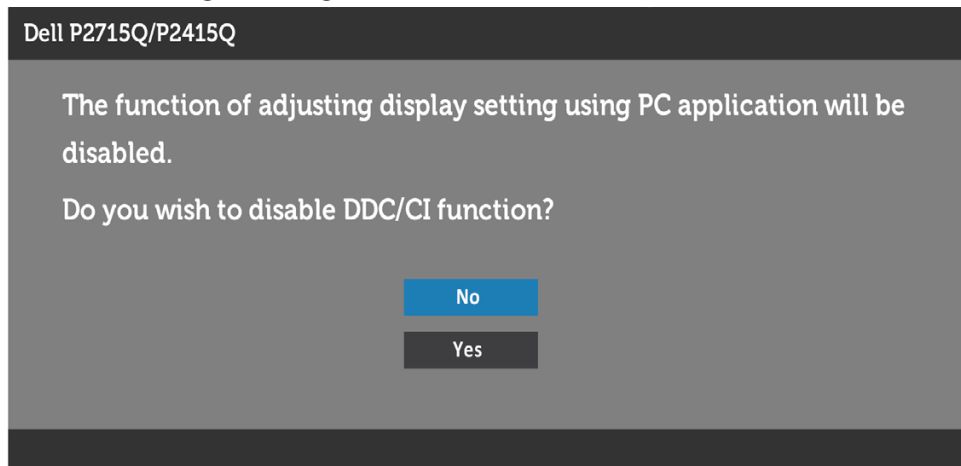 Dell P2715Q/P2415Q
The function of adjusting display setting using PC application will be
disabled.
Do you wish to disable DDC/CI function?
No
Yes